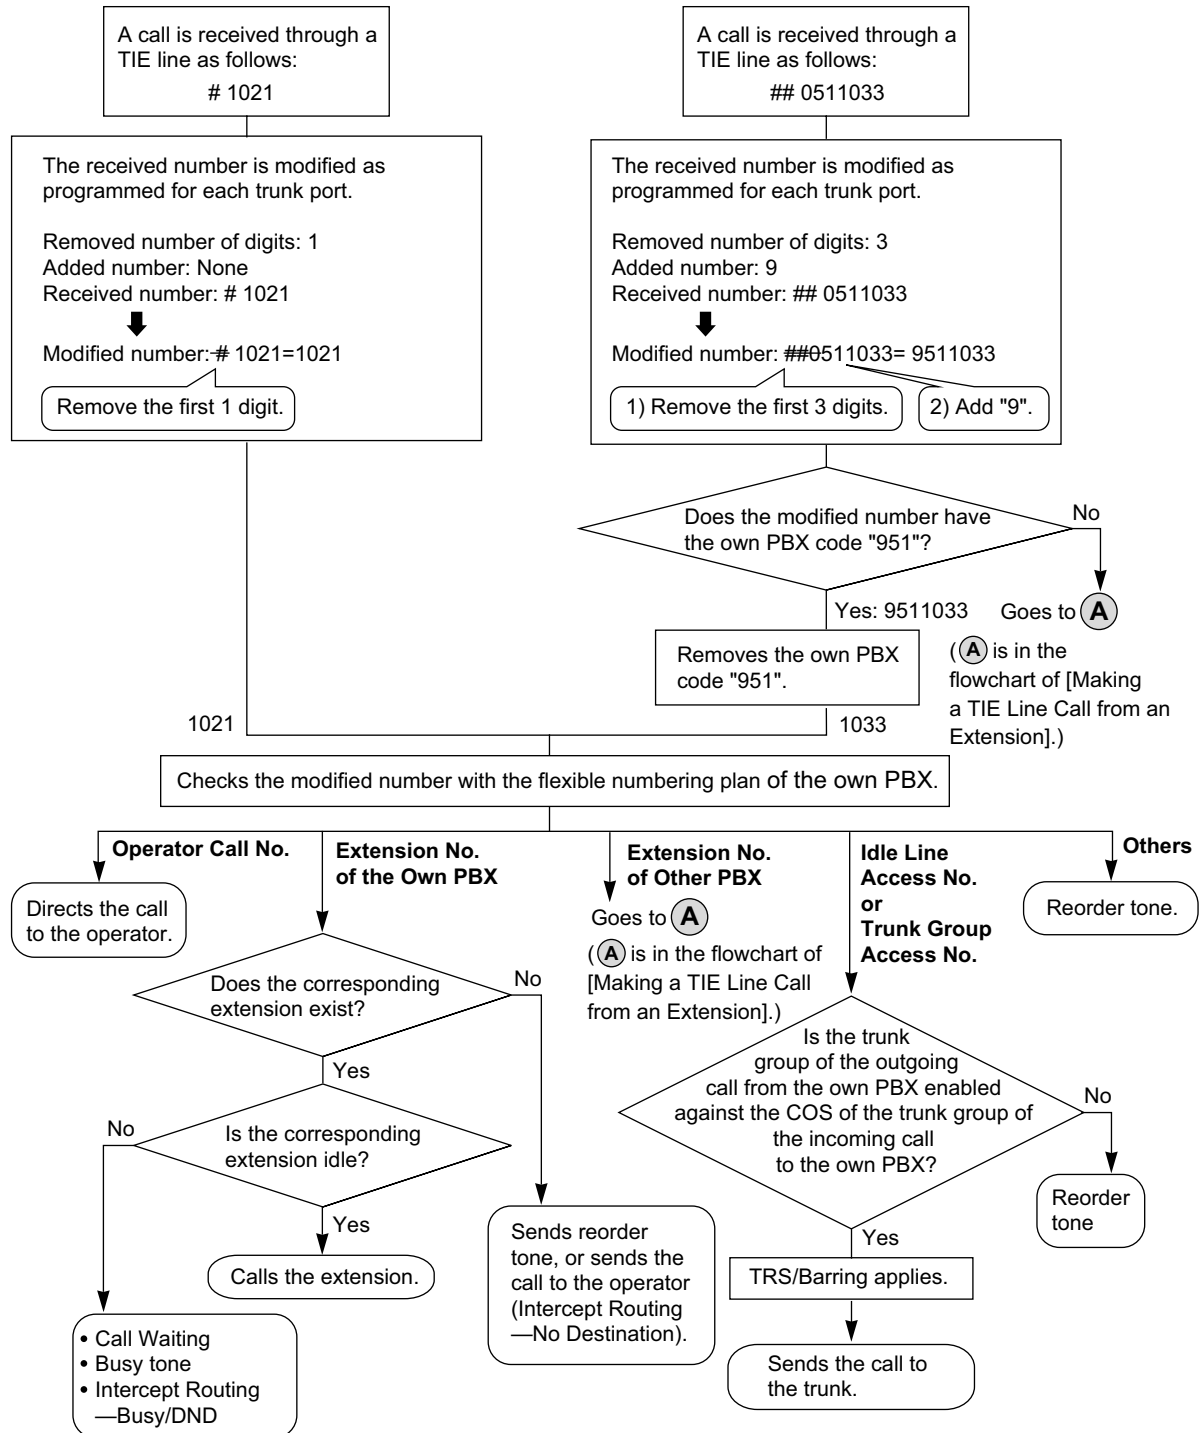 A call is received through a
TIE line as follows:
# 1021
The received number is modified as
programmed for each trunk port.
Removed number of digits: 1
Added number: None
Received number: # 1021
Modified number: # 1021=1021
Remove the first 1 digit.
A call is received through a
TIE line as follows:
## 0511033
The received number is modified as
programmed for each trunk port.
Removed number of digits: 3
Added number: 9
Received number: ## 0511033
Modified number: ##0511033= 9511033
1) Remove the first 3 digits.
2) Add "9".
Does the modified number have
the own PBX code "951"?
No
Yes: 9511033
Goes to A
(A is in the
flowchart of [Making
a TIE Line Call from an
Extension].)
Removes the own PBX
code "951".
1021
1033
Checks the modified number with the flexible numbering plan of the own PBX.
Operator Call No.
Directs the call
to the operator.
Extension No.
of the Own PBX
Does the corresponding
extension exist?
No
Yes
Is the corresponding
extension idle?
No
Yes
Calls the extension.
• Call Waiting
• Busy tone
• Intercept Routing
—Busy/DND
Sends reorder
tone, or sends the
call to the operator
(Intercept Routing
—No Destination).
Extension No.
of Other PBX
Goes to A
(A is in the flowchart of
[Making a TIE Line Call
from an Extension].)
Idle Line
Access No.
or
Trunk Group
Access No.
Is the trunk
group of the outgoing
call from the own PBX enabled
against the COS of the trunk group of
the incoming call
to the own PBX?
No
Reorder
tone
Yes
TRS/Barring applies.
Sends the call to
the trunk.
Others
Reorder tone.